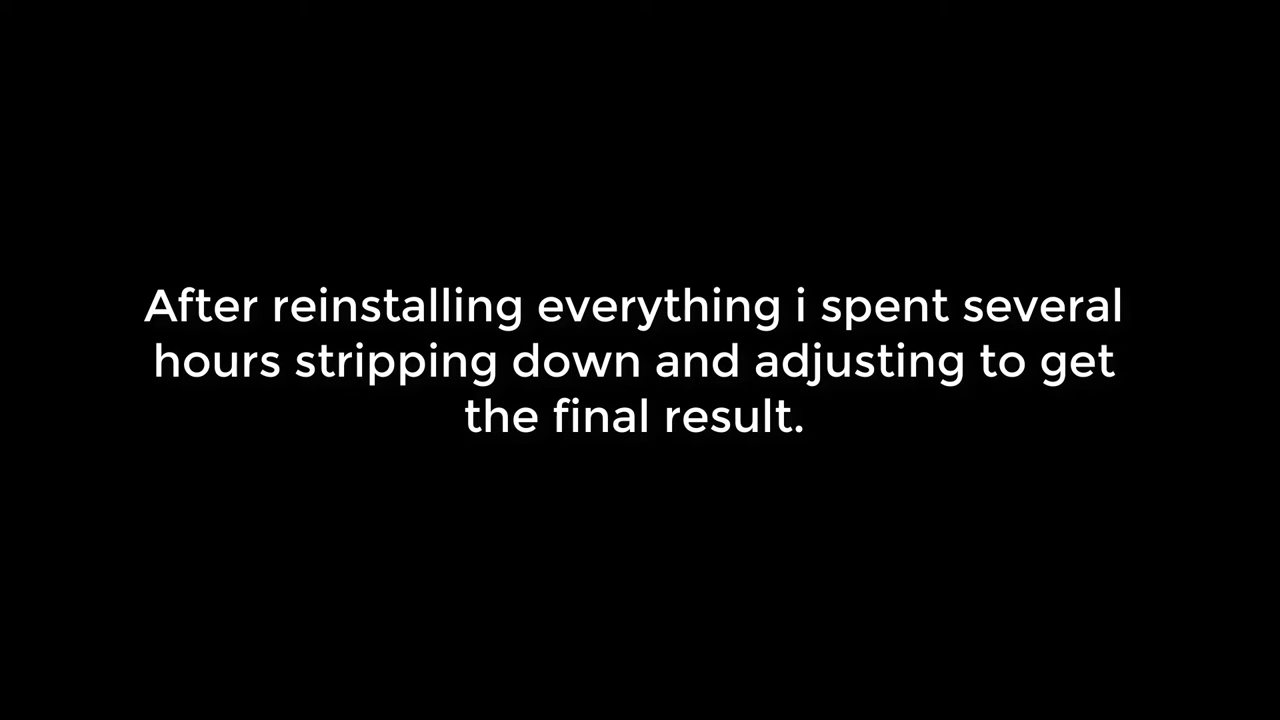 After reinstalling everything i spent several
hours stripping down and adjusting to get
the final result.